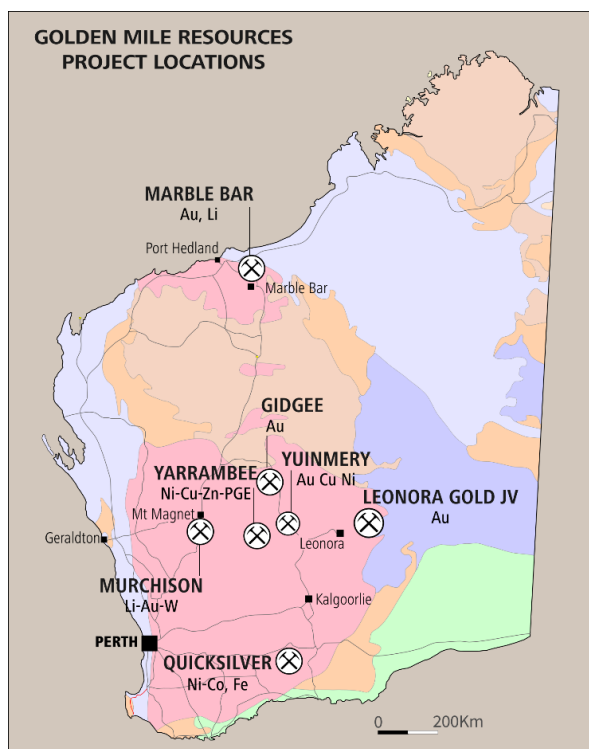 GOLDEN MILE RESOURCES
PROJECT LOCATIONS
MARBLE BAR
Au, Li
Port Hedland
Marble Bar
GIDGEE
Au
YARRAMBEE
Ni-Cu-Zn-PGE
YUINMERY
Au Cu Ni
LEONORA GOLD JV
Au
Mt Magnet
Geraldton
Leonora
MURCHISON
Li-Au-W
Kalgoorlie
PERTH
QUICKSILVER
Ni-Co, Fe
0 200Km